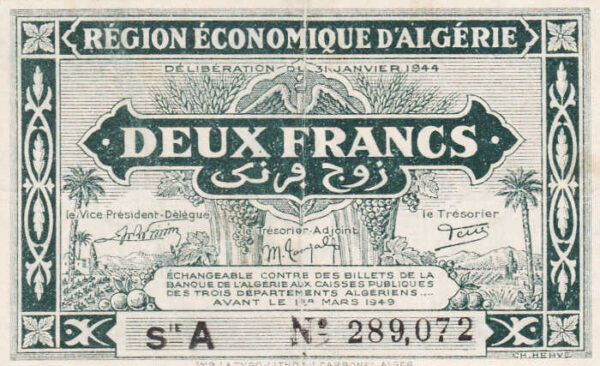 RÉGION ÉCONOMIQUE D'ALGÉRIE
DÉLIBÉRATION DU 31 JANVIER 1944
DEUX FRANCS
زوج فرنك
le Vice Président-Délégué
le Trésorier-Adjoint
le Trésorier
ÉCHANGEABLE CONTRE DES BILLETS DE LA
BANQUE DE L'ALGÉRIE AUX CAISSES PUBLIQUES
DES TROIS DÉPARTEMENTS ALGÉRIENS....
AVANT LE 1ER MARS 1949
SIE A No 289,072
CH. HERVÉ